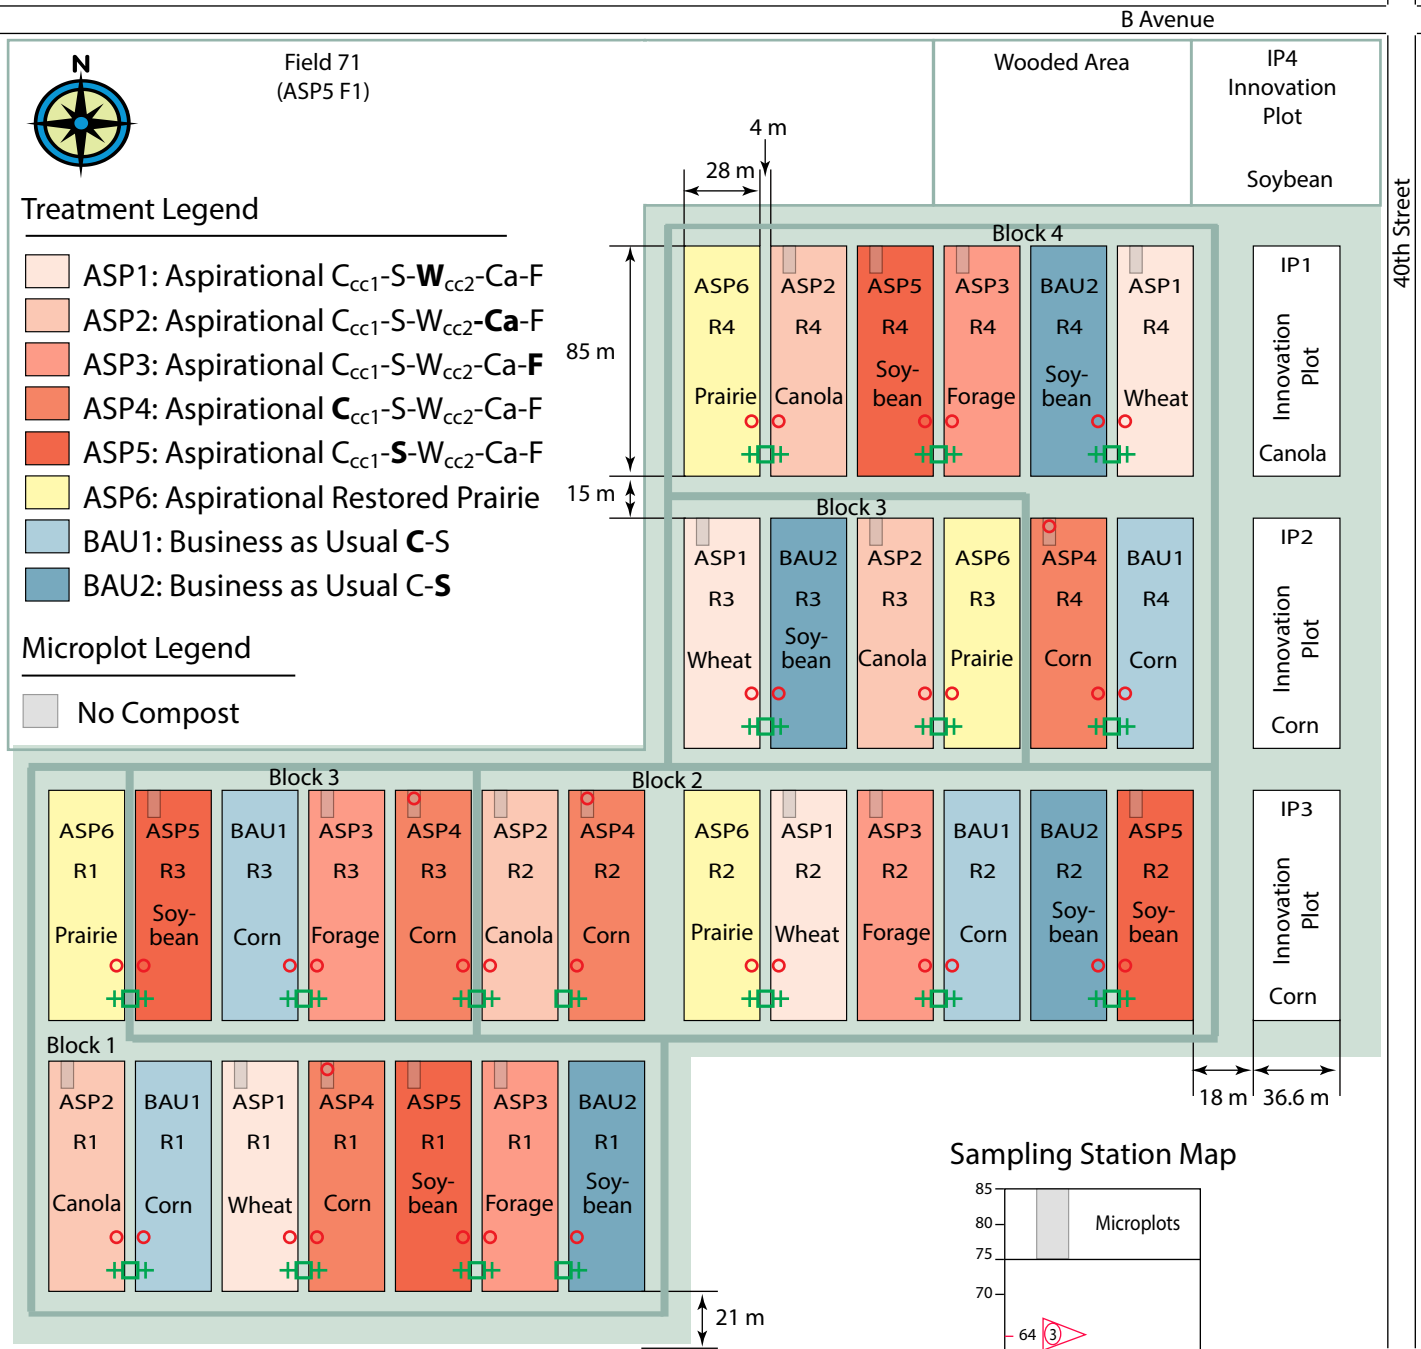 B Avenue
40th Street
N
Field 71
(ASP5 F1)
Wooded Area
IP4
Innovation
Plot
Soybean
4 m
28 m
85 m
15 m
Treatment Legend
ASP1: Aspirational Ccc1-S-Wcc2-Ca-F
ASP2: Aspirational Ccc1-S-Wcc2-Ca-F
ASP3: Aspirational Ccc1-S-Wcc2-Ca-F
ASP4: Aspirational Ccc1-S-Wcc2-Ca-F
ASP5: Aspirational Ccc1-S-Wcc2-Ca-F
ASP6: Aspirational Restored Prairie
BAU1: Business as Usual C-S
BAU2: Business as Usual C-S
Microplot Legend
No Compost
Block 4
ASP6
R4
Prairie
ASP2
R4
Canola
ASP5
R4
Soy-
bean
ASP3
R4
Forage
BAU2
R4
Soy-
bean
ASP1
R4
Wheat
IP1
Innovation
Plot
Canola
Block 3
ASP1
R3
Wheat
BAU2
R3
Soy-
bean
ASP2
R3
Canola
ASP6
R3
Prairie
ASP4
R4
Corn
BAU1
R4
Corn
IP2
Innovation
Plot
Corn
Block 3
Block 2
ASP6
R1
Prairie
ASP5
R3
Soy-
bean
BAU1
R3
Corn
ASP3
R3
Forage
ASP4
R3
Corn
ASP2
R2
Canola
ASP4
R2
Corn
ASP6
R2
Prairie
ASP1
R2
Wheat
ASP3
R2
Forage
BAU1
R2
Corn
BAU2
R2
Soy-
bean
ASP5
R2
Soy-
bean
IP3
Innovation
Plot
Corn
Block 1
ASP2
R1
Canola
BAU1
R1
Corn
ASP1
R1
Wheat
ASP4
R1
Corn
ASP5
R1
Soy-
bean
ASP3
R1
Forage
BAU2
R1
Soy-
bean
18 m
36.6 m
21 m
Sampling Station Map
85
80
75
70
64
3
Microplots